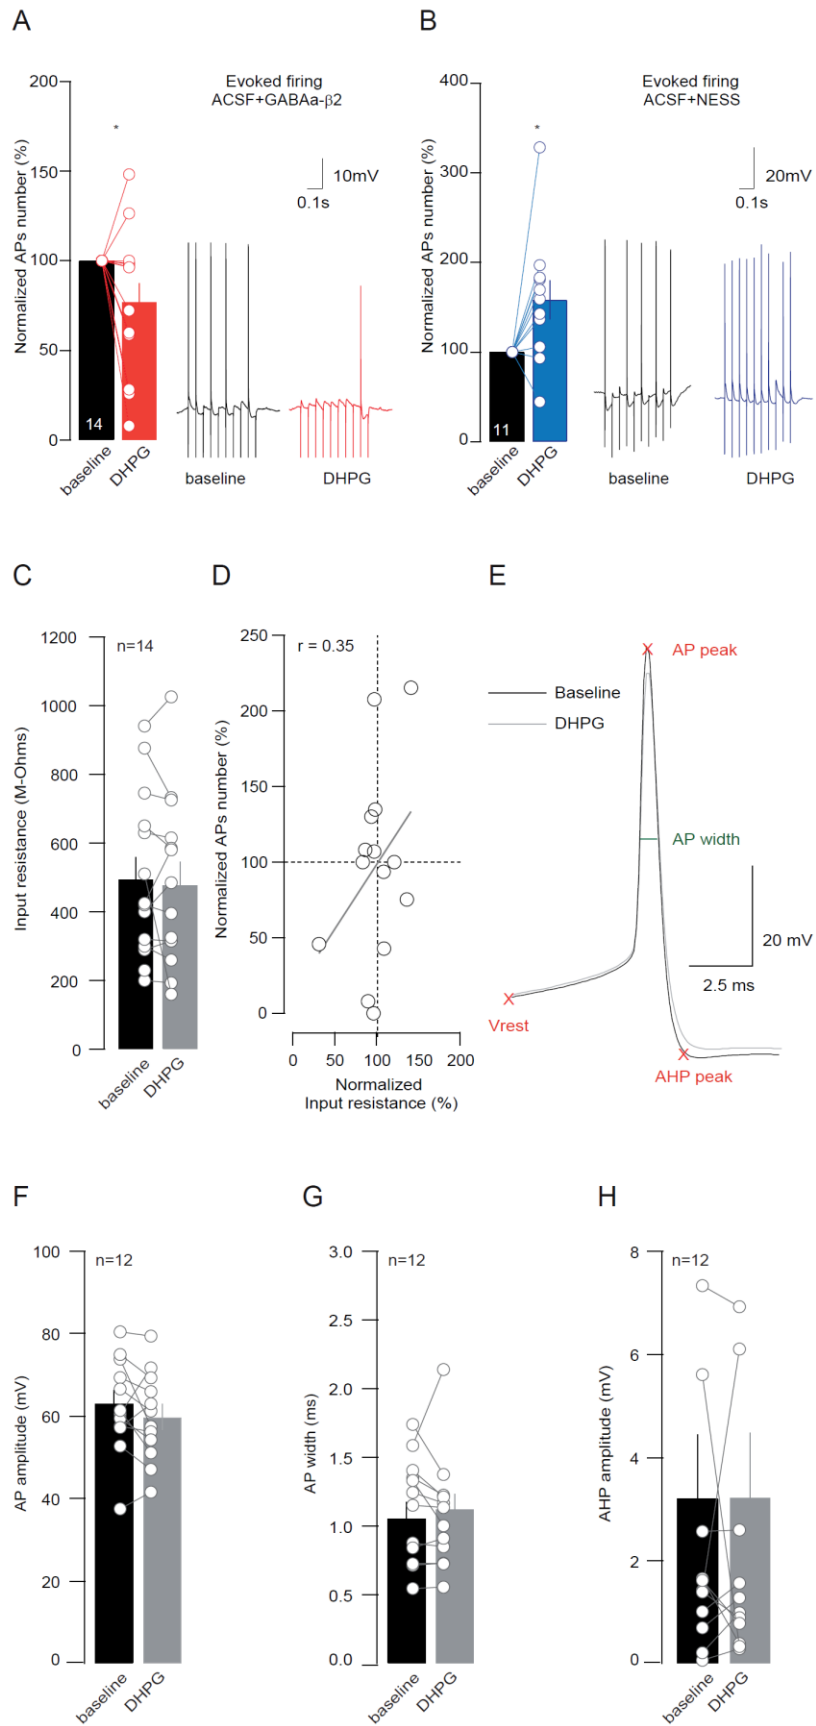 A
B
Evoked firing
ACSF+GABAa-β2
Evoked firing
ACSF+NESS
Normalized APs number (%)
200
150
100
50
0
*
14
baseline
DHPG
10mV
0.1s
baseline
DHPG
Normalized APs number (%)
400
300
200
100
0
*
11
baseline
DHPG
20mV
0.1s
baseline
DHPG
C
D
E
Input resistance (M-Ohms)
1200
1000
800
600
400
200
0
n=14
baseline
DHPG
Normalized APs number (%)
250
200
150
100
50
0
r = 0.35
0
50
100
150
200
Normalized
Input resistance (%)
Baseline
DHPG
AP peak
AP width
20 mV
2.5 ms
Vrest
AHP peak
F
G
H
AP amplitude (mV)
100
80
60
40
20
0
n=12
baseline
DHPG
AP width (ms)
3.0
2.5
2.0
1.5
1.0
0.5
0.0
n=12
baseline
DHPG
AHP amplitude (mV)
8
6
4
2
0
n=12
baseline
DHPG